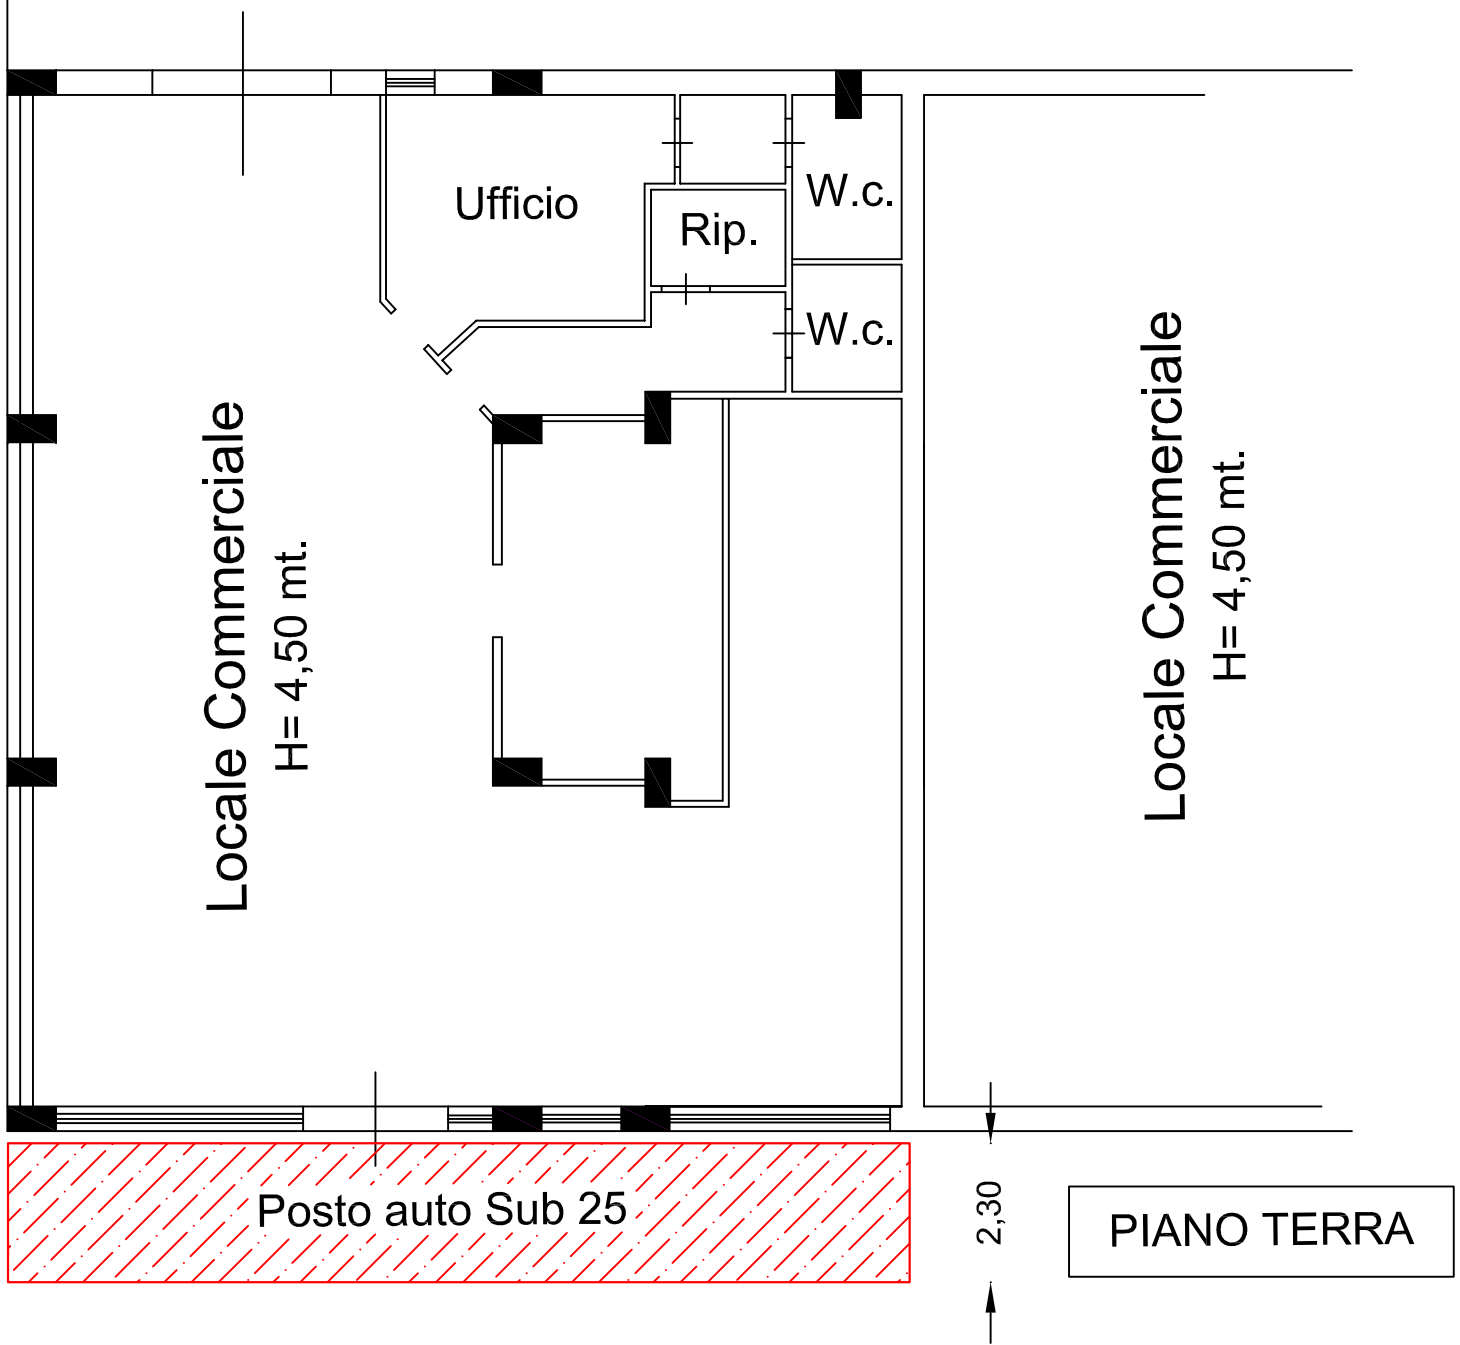 Ufficio
W.c.
Rip.
W.c.
Locale Commerciale
H= 4,50 mt.
Locale Commerciale
H= 4,50 mt.
Posto auto Sub 25
2,30
PIANO TERRA